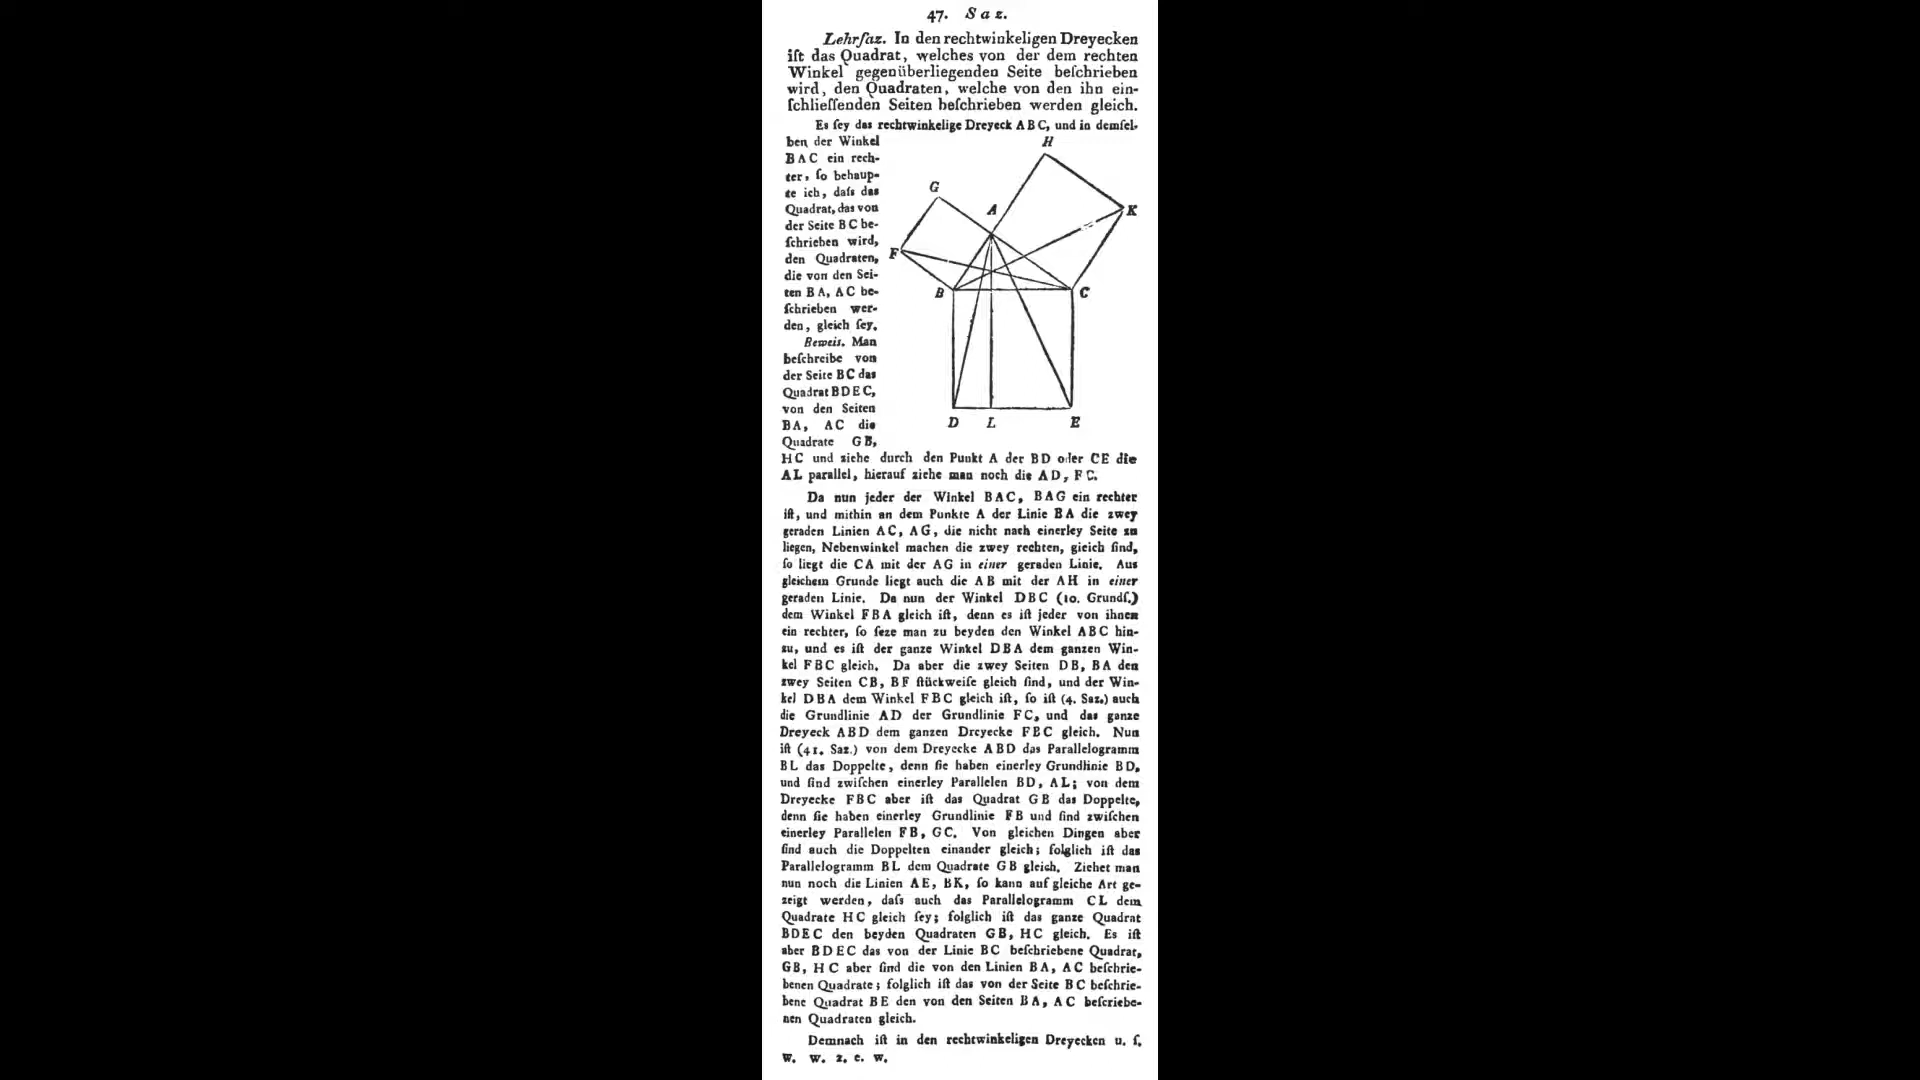 47. Saz.
Lehrſaz. In den rechtwinkeligen Dreyecken
iſt das Quadrat, welches von der dem rechten
Winkel gegenüberliegenden Seite beſchrieben
wird, den Quadraten, welche von den ihn ein-
ſchlieſſenden Seiten beſchrieben werden gleich.
Es ſey das rechtwinkelige Dreyeck ABC, und in demſel-
ben der Winkel
BAC ein rech-
ter, ſo behaup-
te ich, daſs das
Quadrat, das von
der Seite BC be-
ſchrieben wird,
den Quadraten,
die von den Sei-
ten BA, AC be-
ſchrieben wer-
den, gleich ſey.
Beweis. Man
beſchreibe von
der Seite BC das
Quadrat BDEC,
von den Seiten
BA, AC die
Quadrate GB,
H
G
A
K
F
B
C
D L E
HC und ziehe durch den Punkt A der BD oder CE die
AL parallel, hierauf ziehe man noch die AD, FC.
Da nun jeder der Winkel BAC, BAG ein rechter
iſt, und mithin an dem Punkte A der Linie BA die zwey
geraden Linien AC, AG, die nicht nach einerley Seite zu
liegen, Nebenwinkel machen die zwey rechten, gleich ſind,
ſo liegt die CA mit der AG in einer geraden Linie. Aus
gleichem Grunde liegt auch die AB mit der AH in einer
geraden Linie. Da nun der Winkel DBC (10. Grundſ.)
dem Winkel FBA gleich iſt, denn es iſt jeder von ihnen
ein rechter, ſo ſeze man zu beyden den Winkel ABC hin-
zu, und es iſt der ganze Winkel DBA dem ganzen Win-
kel FBC gleich. Da aber die zwey Seiten DB, BA den
zwey Seiten CB, BF ſtückweiſe gleich ſind, und der Win-
kel DBA dem Winkel FBC gleich iſt, ſo iſt (4. Saz.) auch
die Grundlinie AD der Grundlinie FC, und das ganze
Dreyeck ABD dem ganzen Dreyecke FBC gleich. Nun
iſt (41. Saz.) von dem Dreyecke ABD das Parallelogramm
BL das Doppelte, denn ſie haben einerley Grundlinie BD,
und ſind zwiſchen einerley Parallelen BD, AL; von dem
Dreyecke FBC aber iſt das Quadrat GB das Doppelte,
denn ſie haben einerley Grundlinie FB und ſind zwiſchen
einerley Parallelen FB, GC. Von gleichen Dingen aber
ſind auch die Doppelten einander gleich; folglich iſt das
Parallelogramm BL dem Quadrate GB gleich. Ziehet man
nun noch die Linien AE, BK, ſo kann auf gleiche Art ge-
zeigt werden, daſs auch das Parallelogramm CL dem
Quadrate HC gleich ſey; folglich iſt das ganze Quadrat
BDEC den beyden Quadraten GB, HC gleich. Es iſt
aber BDEC das von der Linie BC beſchriebene Quadrat,
GB, HC aber ſind die von den Linien BA, AC beſchrie-
benen Quadrate; folglich iſt das von der Seite BC beſchrie-
bene Quadrat BE den von den Seiten BA, AC beſcriebe-
nen Quadraten gleich.
Demnach iſt in den rechtwinkeligen Dreyecken u. ſ.
w. w. z. e. w.